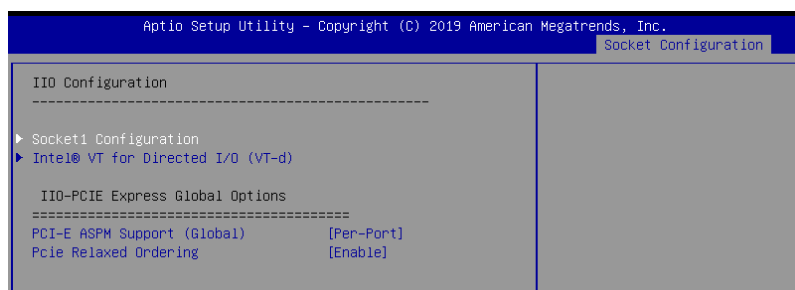 Aptio Setup Utility – Copyright (C) 2019 American Megatrends, Inc.
Socket Configuration
IIO Configuration
--------------------------------------------------
Socket1 Configuration
Intel® VT for Directed I/O (VT-d)
IIO-PCIE Express Global Options
========================================
PCI-E ASPM Support (Global) [Per-Port]
Pcie Relaxed Ordering [Enable]